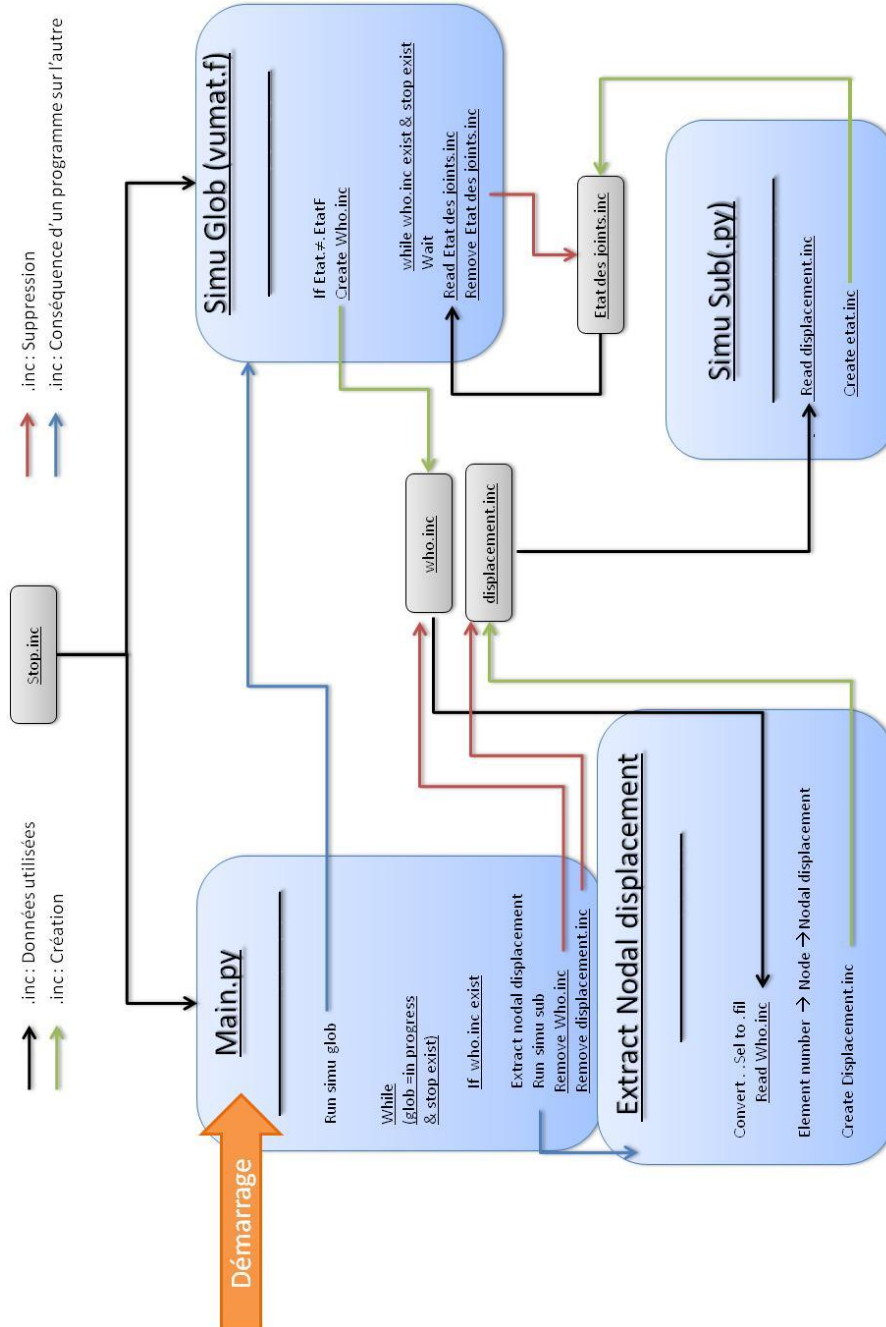 .inc : Données utilisées
.inc : Création
.inc : Suppression
.inc : Conséquence d'un programme sur l'autre
Stop.inc
Démarrage
Main.py
Run simu glob
While
(glob =in progress
& stop exist)
If who.inc exist
Extract nodal displacement
Run simu sub
Remove Who.inc
Remove displacement.inc
Simu Glob (vumat.f)
If Etat.≠. EtatF
Create Who.inc
while who.inc exist & stop exist
Wait
Read Etat des joints.inc
Remove Etat des joints.inc
who.inc
displacement.inc
Etat des joints.inc
Extract Nodal displacement
Convert . .Sel to .fil
Read Who.inc
Element number → Node → Nodal displacement
Create Displacement.inc
Simu Sub(.py)
Read displacement.inc
Create etat.inc